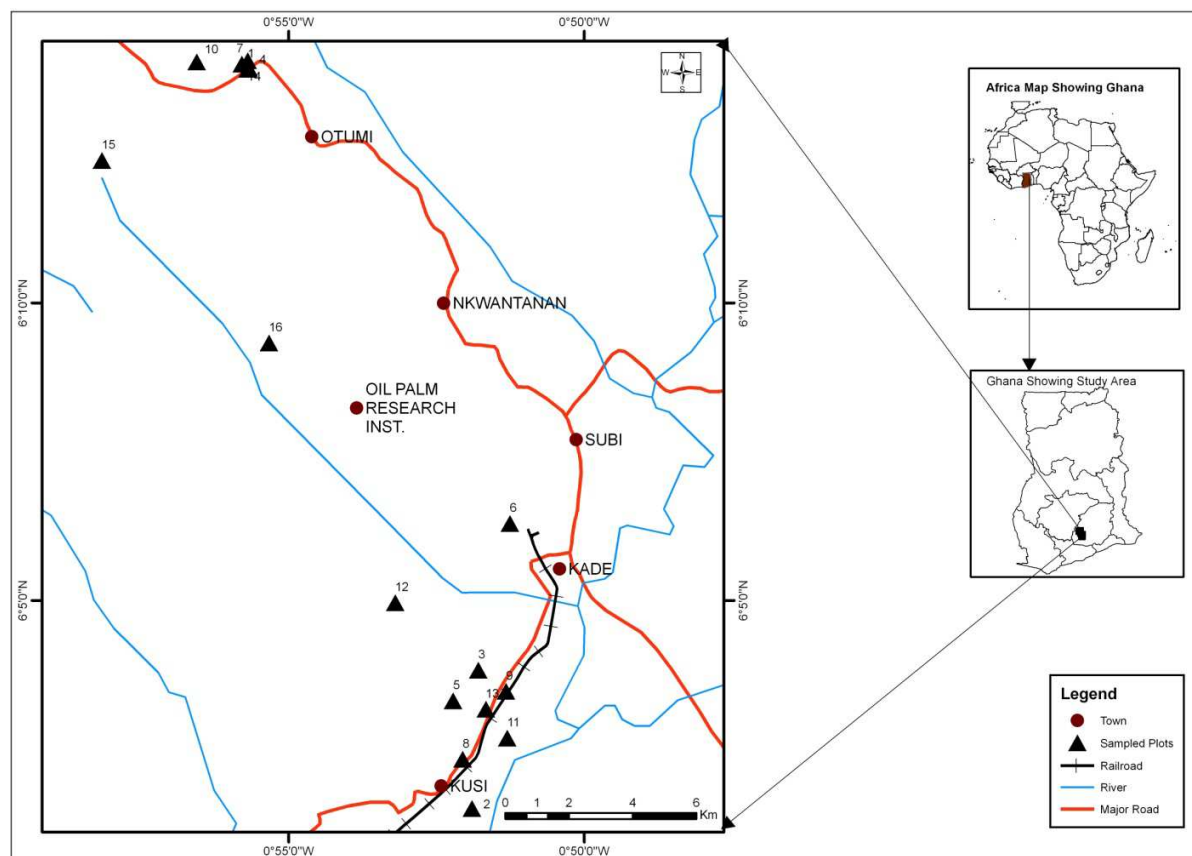 0°55'0"W
0°50'0"W
10
7
1
4
14
N
W
E
S
OTUMI
15
6°10'0"N
NKWANTANAN
6°10'0"N
16
OIL PALM
RESEARCH
INST.
SUBI
6
KADE
6°5'0"N
12
6°5'0"N
3
9
5
13
11
8
KUSI
2
0 1 2 4 6
Km
0°55'0"W
0°50'0"W
Africa Map Showing Ghana
Ghana Showing Study Area
Legend
Town
Sampled Plots
Railroad
River
Major Road